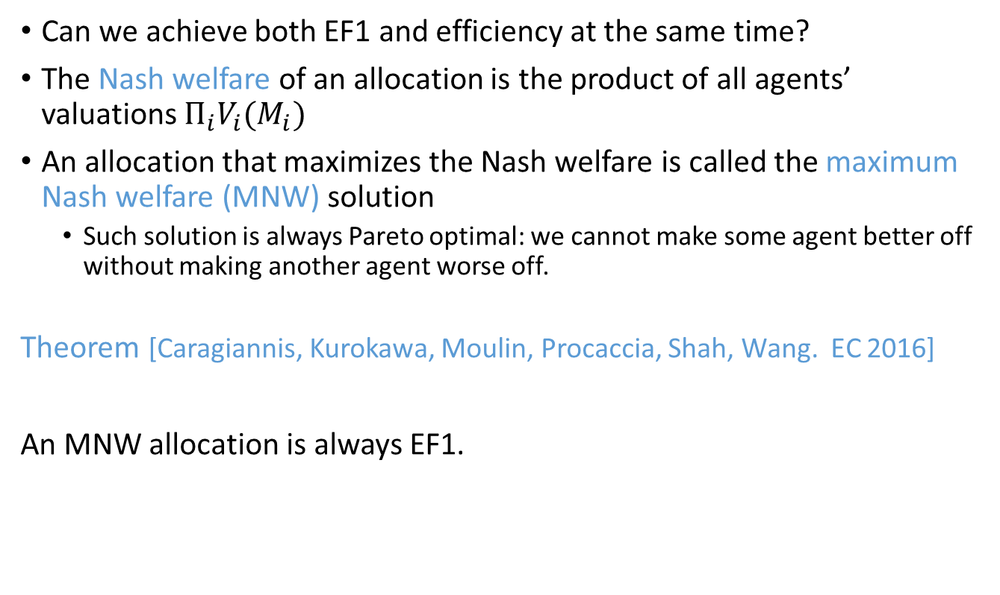 • Can we achieve both EF1 and efficiency at the same time?
• The Nash welfare of an allocation is the product of all agents’
valuations Π𝑖𝑉𝑖(𝑀𝑖)
• An allocation that maximizes the Nash welfare is called the maximum
Nash welfare (MNW) solution
• Such solution is always Pareto optimal: we cannot make some agent better off
without making another agent worse off.
Theorem [Caragiannis, Kurokawa, Moulin, Procaccia, Shah, Wang. EC 2016]
An MNW allocation is always EF1.